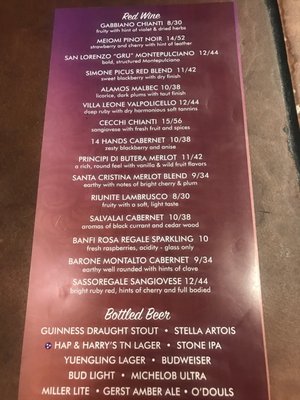 Red Wine
GABBIANO CHIANTI 8/30
fruity with hint of violet & dried herbs
MEIOMI PINOT NOIR 14/52
strawberry and cherry with hint of leather
SAN LORENZO "GRU" MONTEPULCIANO 12/44
bold, structured Montepulciano
SIMONE PICUS RED BLEND 11/42
sweet blackberry with dry finish
ALAMOS MALBEC 10/38
licorice, dark plums with taut finish
VILLA LEONE VALPOLICELLO 12/44
deep ruby with dry harmonious soft tannins
CECCHI CHIANTI 15/56
sangiovese with fresh fruit and spices
14 HANDS CABERNET 10/38
zesty blackberry and anise
PRINCIPI DI BUTERA MERLOT 11/42
a rich, round feel with vanilla & wild fruit flavors
SANTA CRISTINA MERLOT BLEND 9/34
earthy with notes of bright cherry & plum
RIUNITE LAMBRUSCO 8/30
fruity with a soft, light taste
SALVALAI CABERNET 10/38
aromas of black currant and cedar wood
BANFI ROSA REGALE SPARKLING 10
fresh raspberries, acidity - glass only
BARONE MONTALTO CABERNET 9/34
earthy well rounded with hints of clove
SASSOREGALE SANGIOVESE 12/44
bright ruby red, hints of cherry and full bodied
Bottled Beer
GUINNESS DRAUGHT STOUT • STELLA ARTOIS
HAP & HARRY'S TN LAGER • STONE IPA
YUENGLING LAGER • BUDWEISER
BUD LIGHT • MICHELOB ULTRA
MILLER LITE • GERST AMBER ALE • O'DOULS